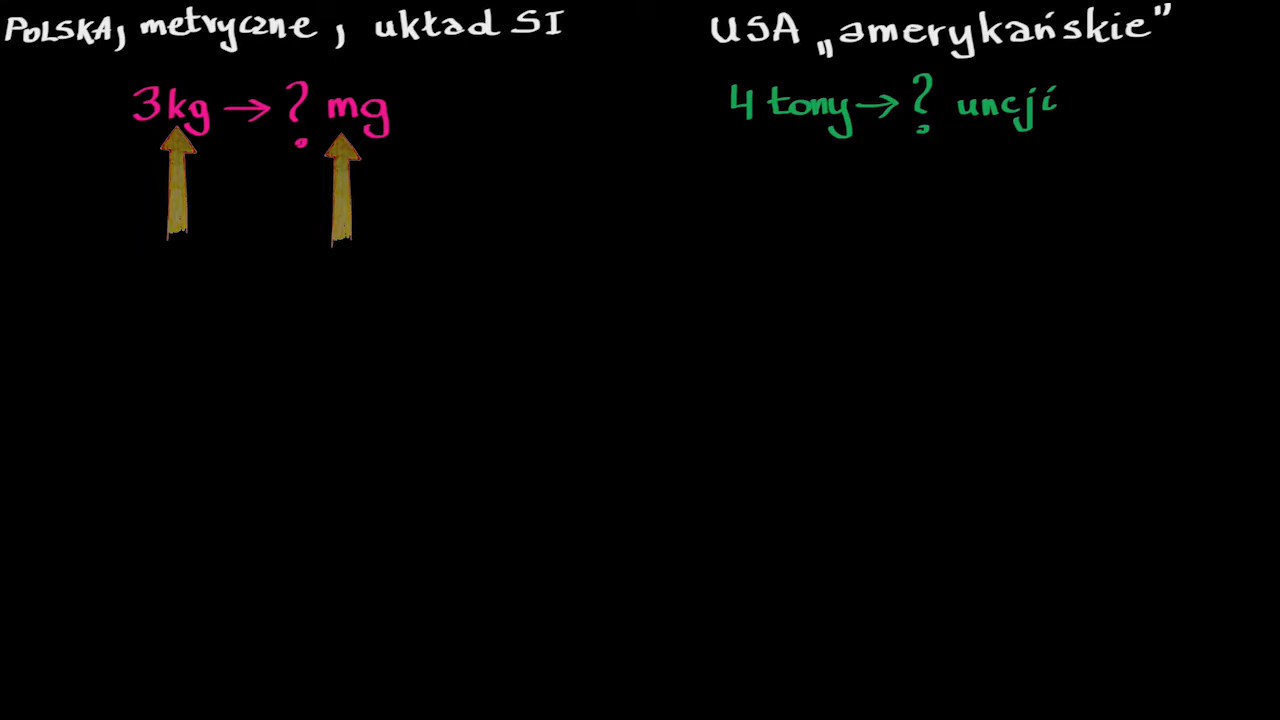 POLSKA, metryczne, układ SI
USA „amerykańskie”
3kg → ? mg
4 tony → ? uncji